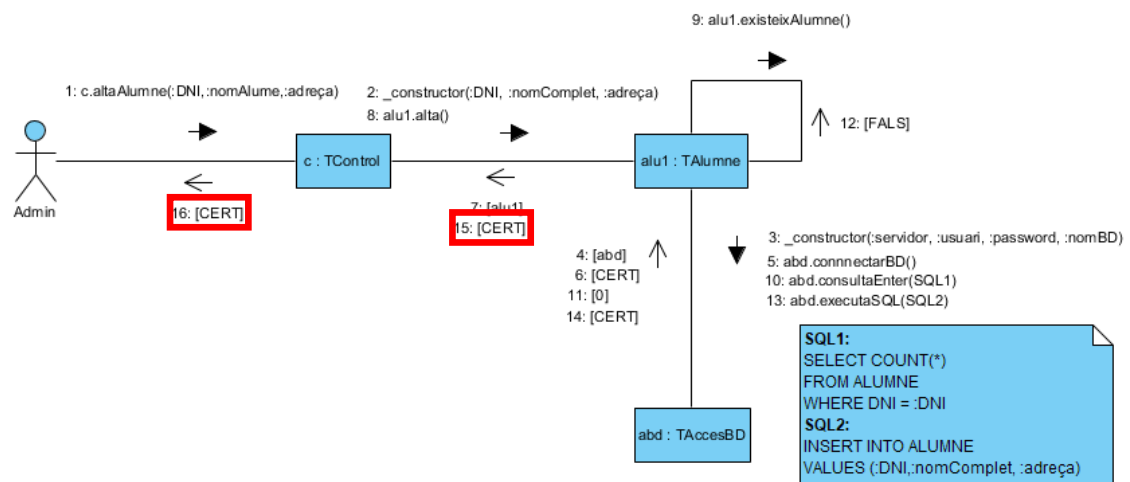 9: alu1.existeixAlumne()
1: c.altaAlumne(:DNI,:nomAlume,:adreça)
2: _constructor(:DNI, :nomComplet, :adreça)
8: alu1.alta()
12: [FALS]
c : TControl
alu1 : TAlumne
Admin
16: [CERT]
7: [alu1]
15: [CERT]
3: _constructor(:servidor, :usuari, :password, :nomBD)
5: abd.connnectarBD()
10: abd.consultaEnter(SQL1)
13: abd.executaSQL(SQL2)
4: [abd]
6: [CERT]
11: [0]
14: [CERT]
abd : TAccesBD
SQL1:
SELECT COUNT(*)
FROM ALUMNE
WHERE DNI = :DNI
SQL2:
INSERT INTO ALUMNE
VALUES (:DNI,:nomComplet, :adreça)